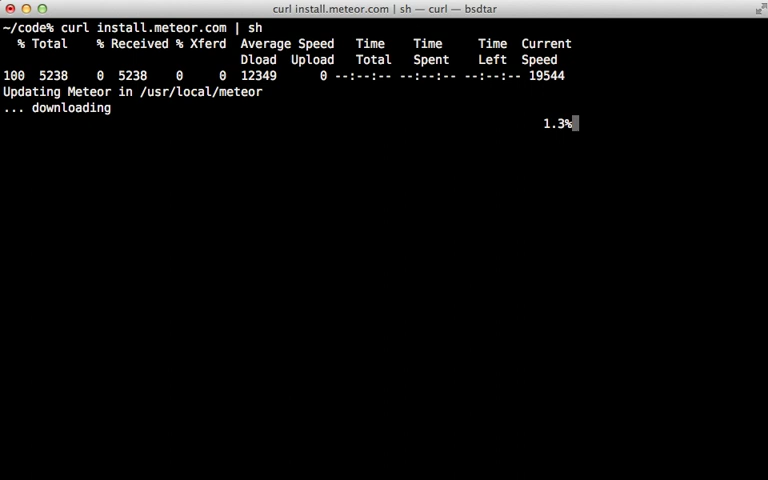 curl install.meteor.com | sh — curl — bsdtar
~/code% curl install.meteor.com | sh
  % Total    % Received % Xferd  Average Speed   Time    Time     Time  Current
                                 Dload  Upload   Total   Spent    Left  Speed
100  5238    0  5238    0     0  12349      0 --:--:-- --:--:-- --:--:-- 19544
Updating Meteor in /usr/local/meteor
... downloading
1.3%